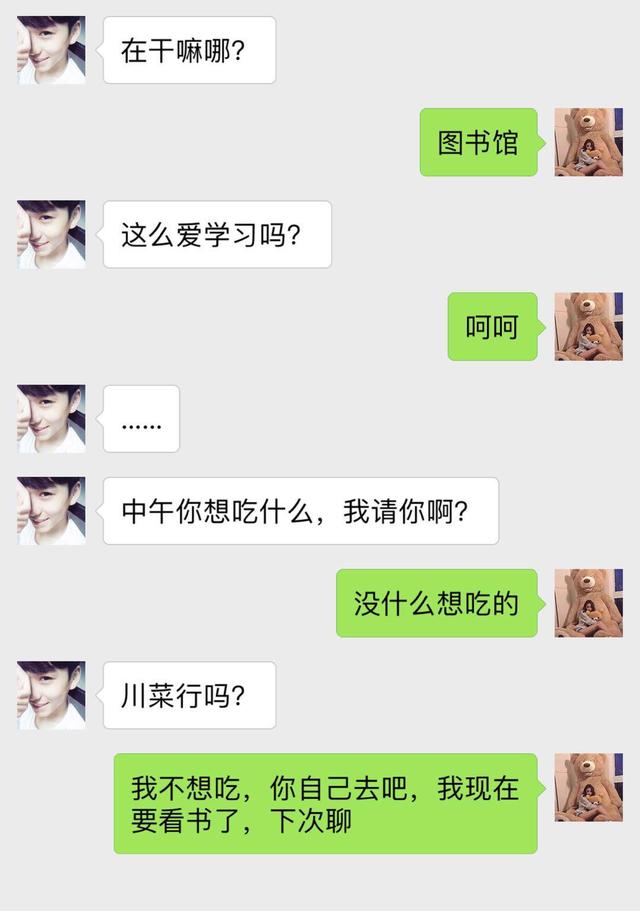 在干嘛哪？
图书馆
这么爱学习吗？
呵呵
……
中午你想吃什么，我请你啊？
没什么想吃的
川菜行吗？
我不想吃，你自己去吧，我现在
要看书了，下次聊